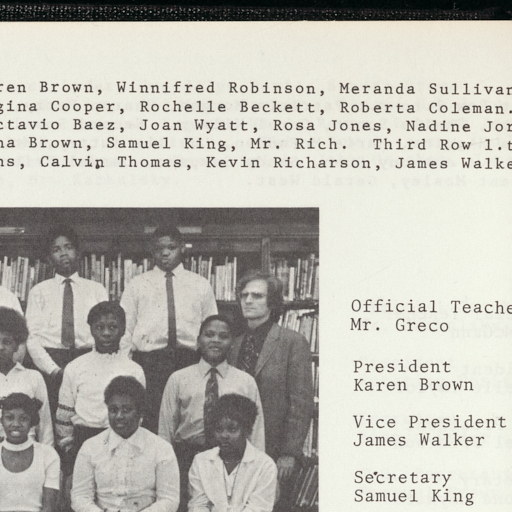 ren Brown, Winnifred Robinson, Meranda Sullivan
gina Cooper, Rochelle Beckett, Roberta Coleman.
ctavio Baez, Joan Wyatt, Rosa Jones, Nadine Jor
na Brown, Samuel King, Mr. Rich. Third Row l.t
ns, Calvin Thomas, Kevin Richarson, James Walke
Official Teache
Mr. Greco
President
Karen Brown
Vice President
James Walker
Secretary
Samuel King